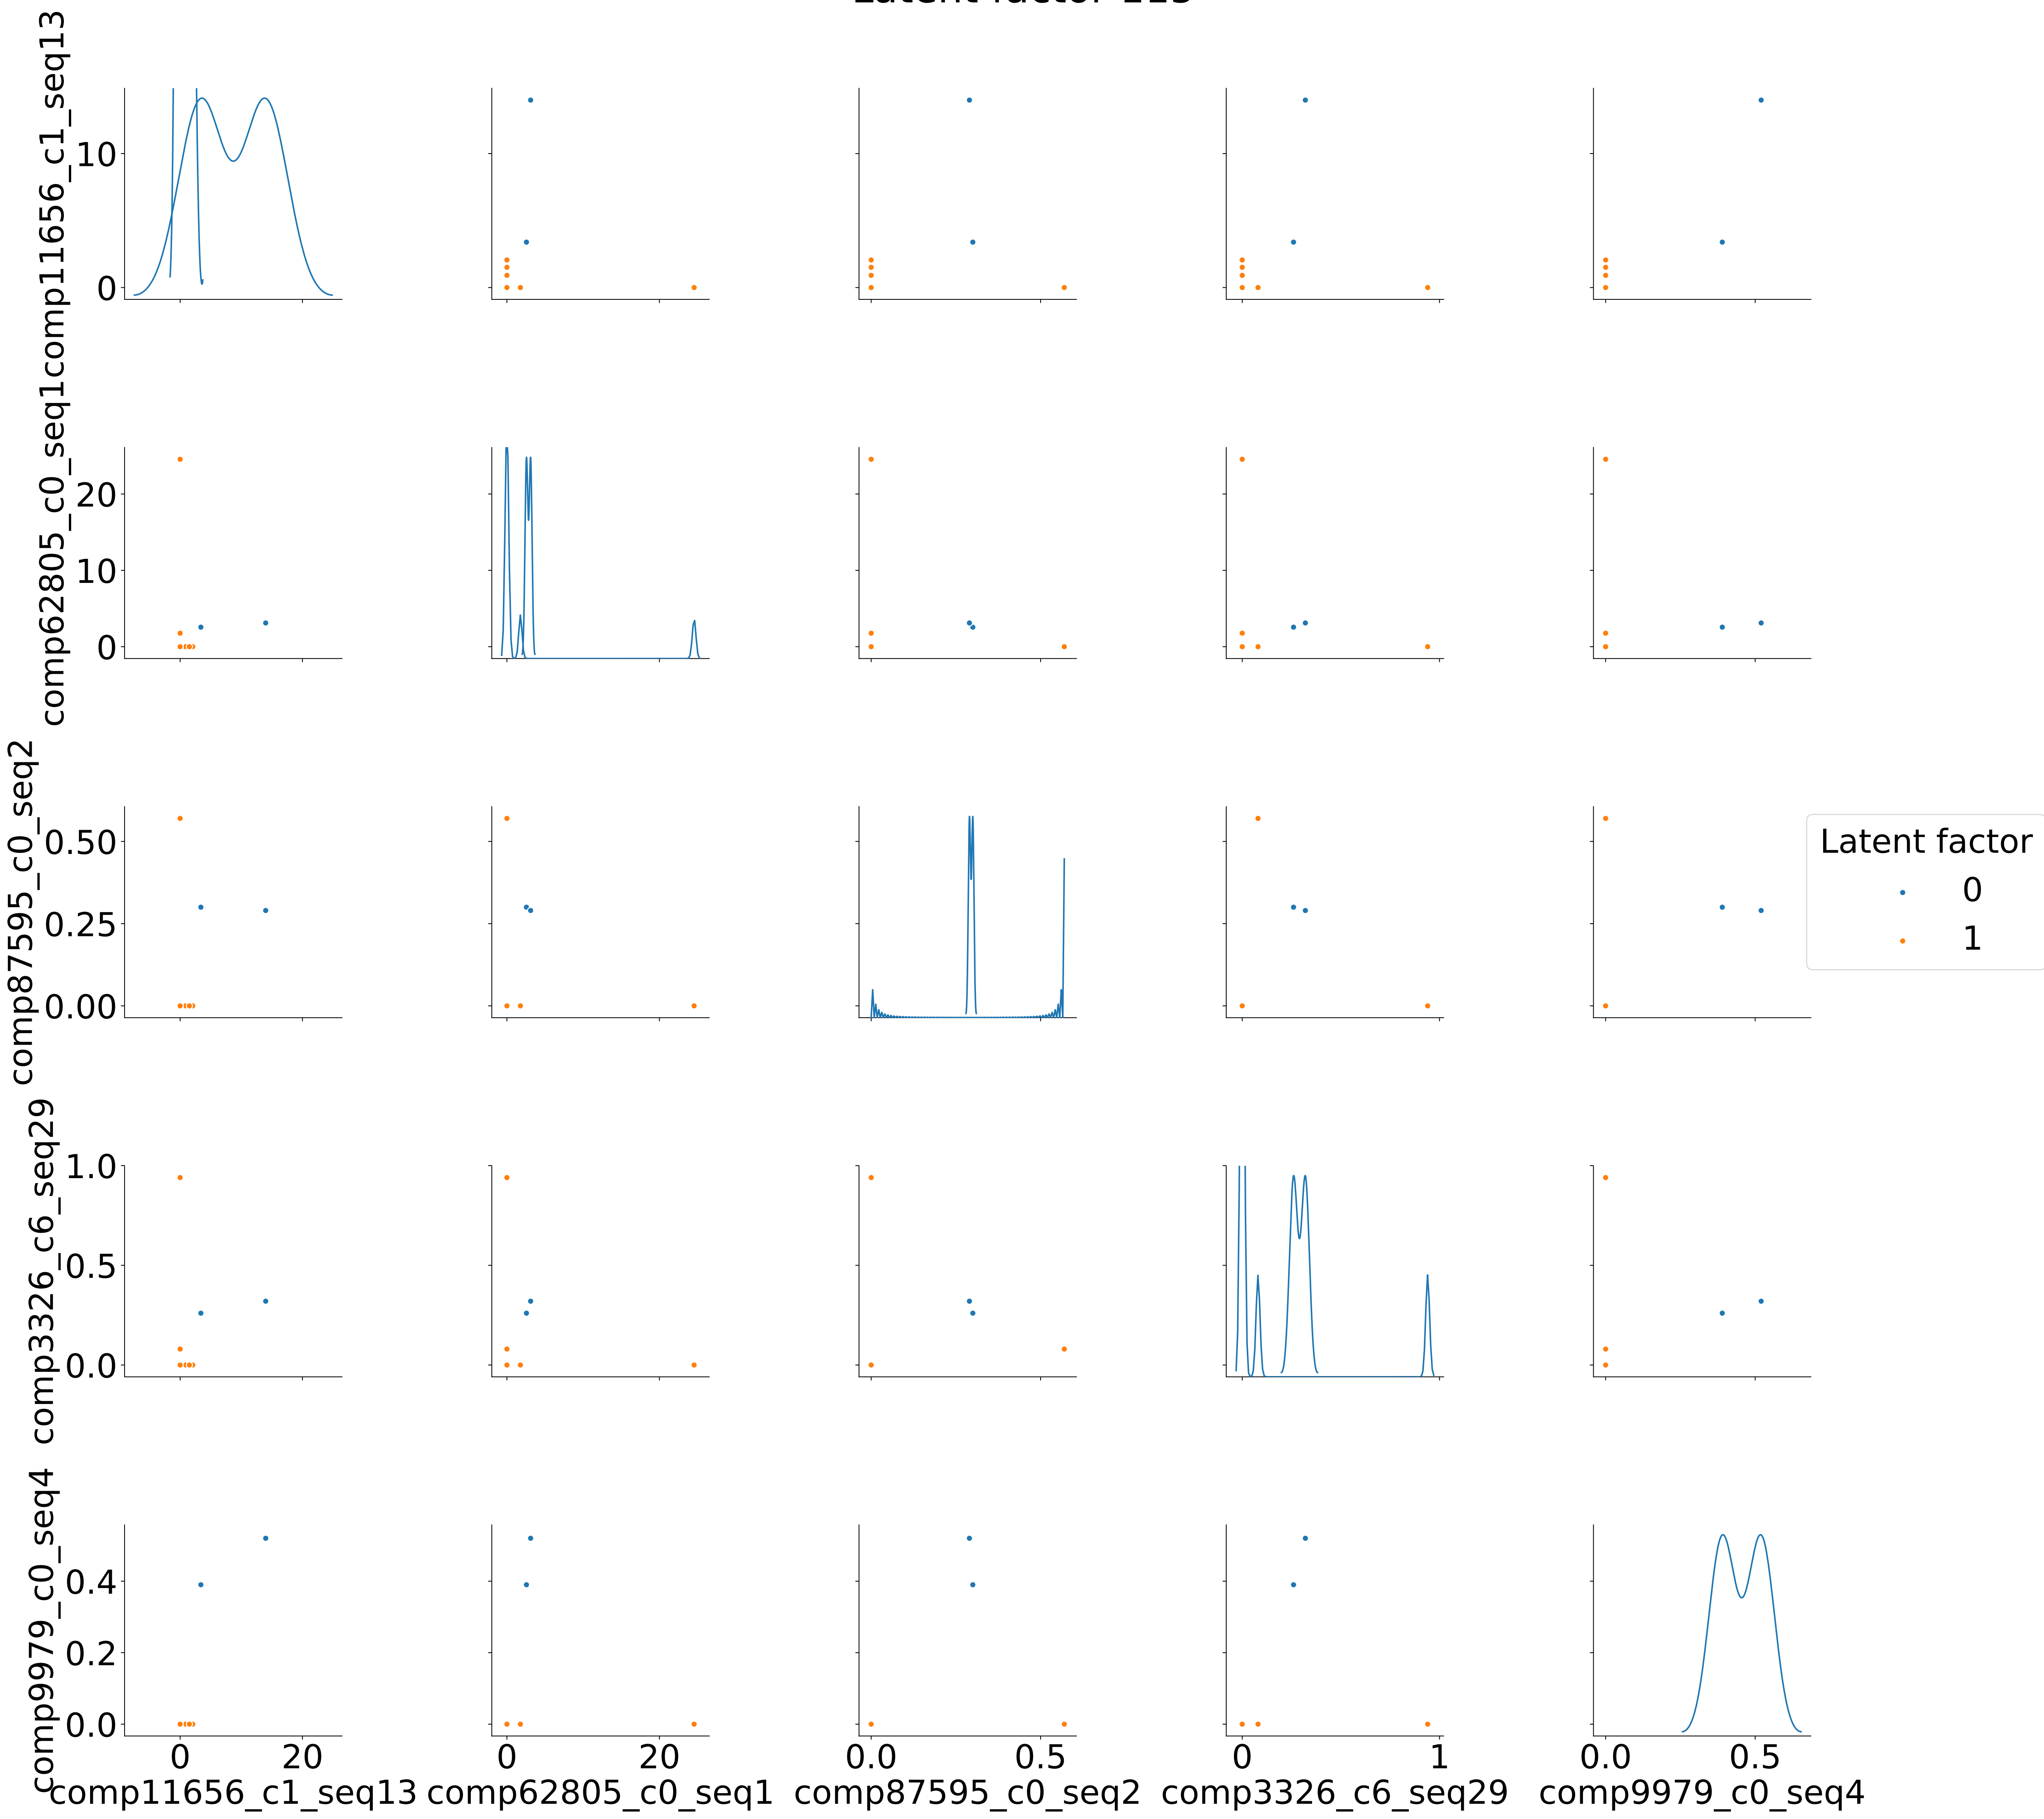 Latent factor
comp11656_c1_seq13
10
0
comp62805_c0_seq1
20
10
0
comp87595_c0_seq2
0.50
0.25
0.00
Latent factor
0
1
comp3326_c6_seq29
1.0
0.5
0.0
comp9979_c0_seq4
0.4
0.2
0.0
0 20 0 20 0.0 0.5 0 1 0.0 0.5
comp11656_c1_seq13 comp62805_c0_seq1 comp87595_c0_seq2 comp3326_c6_seq29 comp9979_c0_seq4